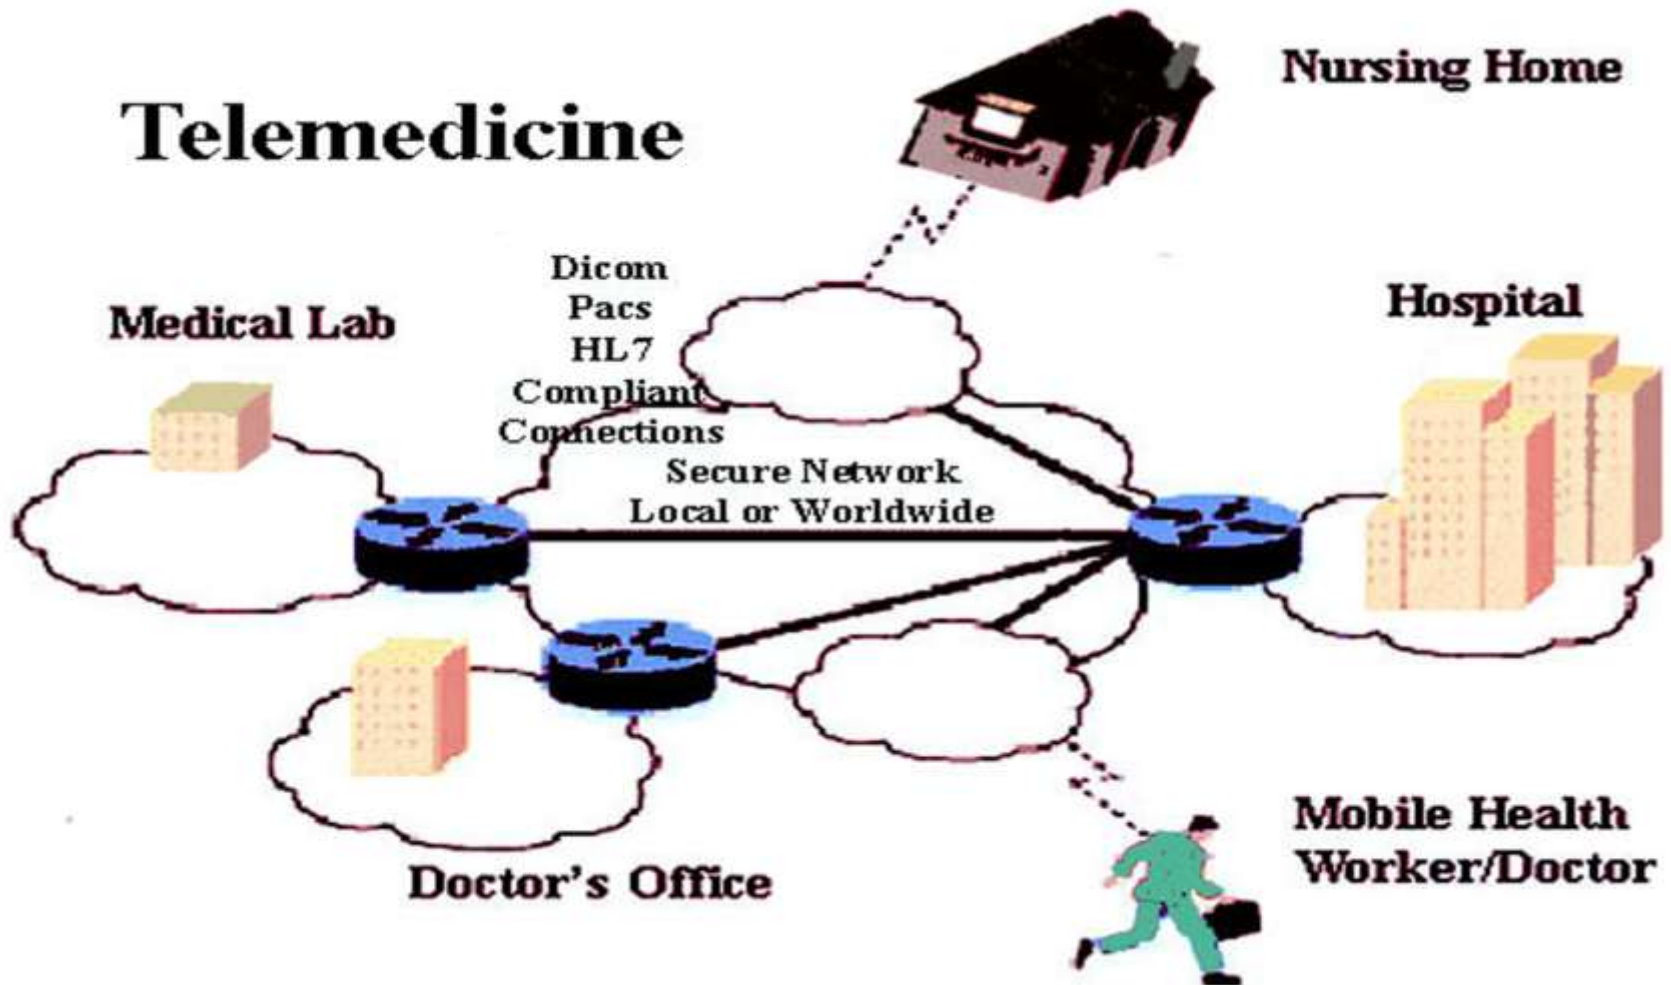 Telemedicine
Nursing Home
Dicom
Pacs
HL7
Compliant
Connections
Secure Network
Local or Worldwide
Medical Lab
Hospital
Doctor's Office
Mobile Health
Worker/Doctor